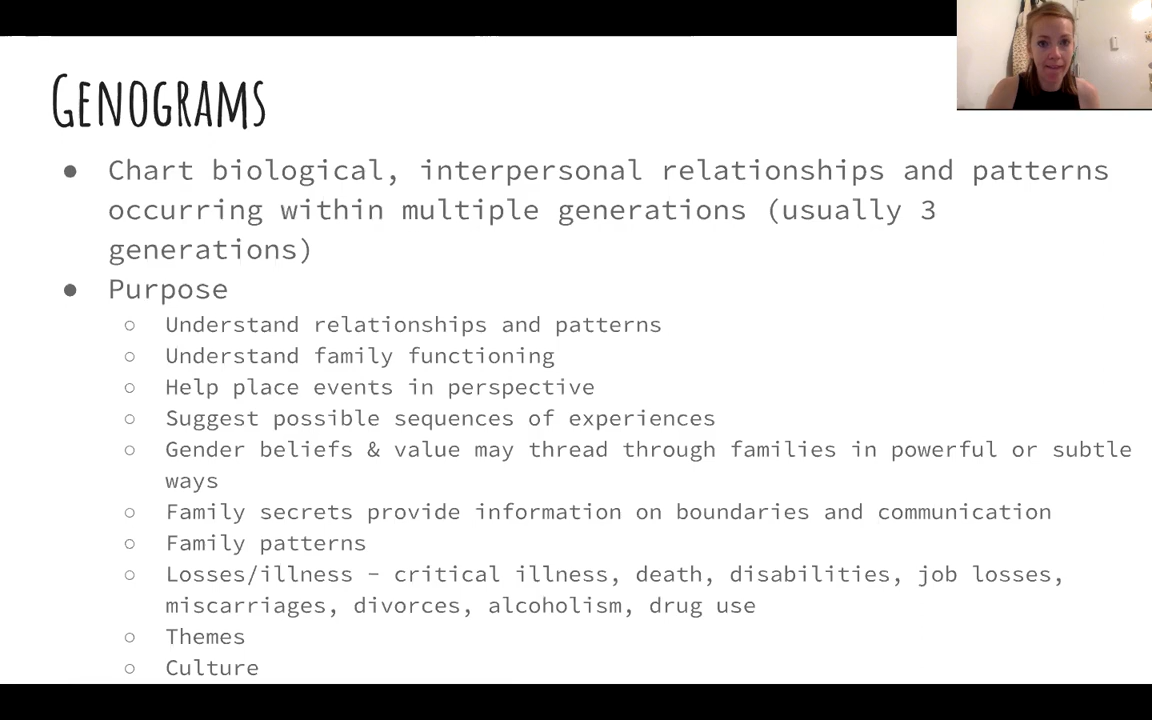 GENOGRAMS
● Chart biological, interpersonal relationships and patterns
occurring within multiple generations (usually 3
generations)
● Purpose
○ Understand relationships and patterns
○ Understand family functioning
○ Help place events in perspective
○ Suggest possible sequences of experiences
○ Gender beliefs & value may thread through families in powerful or subtle
ways
○ Family secrets provide information on boundaries and communication
○ Family patterns
○ Losses/illness – critical illness, death, disabilities, job losses,
miscarriages, divorces, alcoholism, drug use
○ Themes
○ Culture